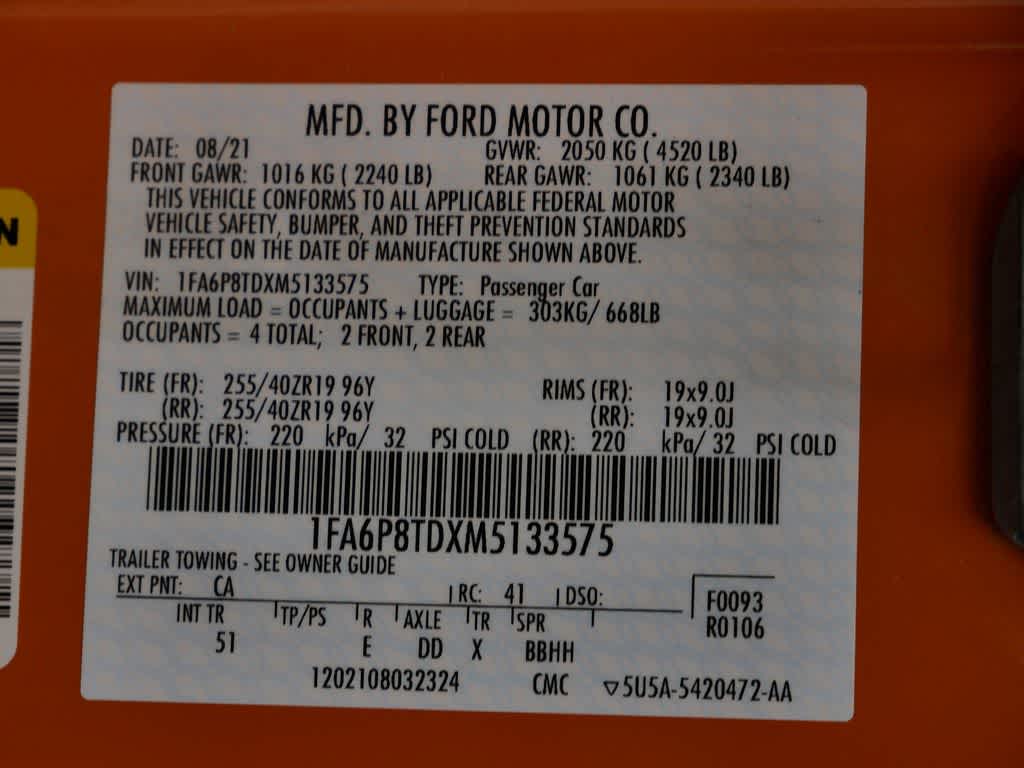 MFD. BY FORD MOTOR CO.
DATE: 08/21 GVWR: 2050 KG ( 4520 LB)
FRONT GAWR: 1016 KG ( 2240 LB) REAR GAWR: 1061 KG ( 2340 LB)
THIS VEHICLE CONFORMS TO ALL APPLICABLE FEDERAL MOTOR
VEHICLE SAFETY, BUMPER, AND THEFT PREVENTION STANDARDS
IN EFFECT ON THE DATE OF MANUFACTURE SHOWN ABOVE.
VIN: 1FA6P8TDXM5133575 TYPE: Passenger Car
MAXIMUM LOAD = OCCUPANTS + LUGGAGE = 303KG/ 668LB
OCCUPANTS = 4 TOTAL; 2 FRONT, 2 REAR
TIRE (FR): 255/40ZR19 96Y RIMS (FR): 19x9.0J
(RR): 255/40ZR19 96Y (RR): 19x9.0J
PRESSURE (FR): 220 kPa/ 32 PSI COLD (RR): 220 kPa/ 32 PSI COLD
1FA6P8TDXM5133575
TRAILER TOWING - SEE OWNER GUIDE
EXT PNT: CA RC: 41 DSO:
F0093
INT TR TP/PS R AXLE TR SPR
R0106
51 E DD X BBHH
1202108032324 CMC ▽5U5A-5420472-AA
N